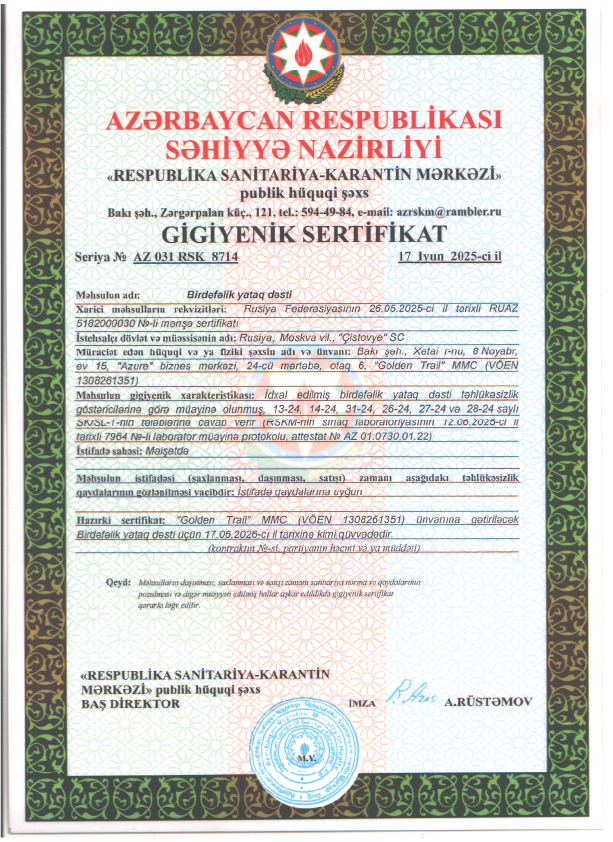 AZƏRBAYCAN RESPUBLİKASI
SƏHİYYƏ NAZİRLİYİ
«RESPUBLİKA SANİTARİYA-KARANTİN MƏRKƏZİ»
publik hüquqi şəxs
Bakı şəh., Zərgərpalan küç., 121, tel.: 594-49-84, e-mail: azrskm@rambler.ru
GİGİYENİK SERTİFİKAT
Seriya № AZ 031 RSK 8714 17 Iyun 2025-ci il
Məhsulun adı: Birdəfəlik yataq dəsti
Xarici məhsulların rekvizitləri: Rusiya Federasiyasının 26.05.2025-ci il tarixli RUAZ
5182000030 №-li mənşə sertifikatı
İstehsalçı dövlət və müəssisənin adı: Rusiya, Moskva vil., "Çistovye" SC
Müraciət edən hüquqi və ya fiziki şəxsin adı və ünvanı: Bakı şəh., Xətai r-nu, 8 Noyabr,
ev 15, "Azure" biznes mərkəzi, 24-cü mərtəbə, otaq 6, "Golden Trail" MMC (VÖEN
1308261351)
Məhsulun gigiyenik xarakteristikası: İdxal edilmiş birdəfəlik yataq dəsti təhlükəsizlik
göstəricilərinə görə müayinə olunmuş, 13-24, 14-24, 31-24, 26-24, 27-24 və 28-24 saylı
SK/SL-1-nin tələblərinə cavab verir (RSKM-nin sınaq laboratoriyasının 12.06.2025-ci il
tarixli 7964 №-li laborator müayinə protokolu, attestat № AZ 01.0730.01.22)
İstifadə sahəsi: Məişətdə
Məhsulun istifadəsi (saxlanması, daşınması, satışı) zamanı aşağıdakı təhlükəsizlik
qaydalarının gözlənilməsi vacibdir: İstifadə qaydalarına uyğun
Hazırki sertifikat: "Golden Trail" MMC (VÖEN 1308261351) ünvanına gətiriləcək
Birdəfəlik yataq dəsti üçün 17.06.2026-cı il tarixinə kimi qüvvədədir.
(kontraktın №-si, partiyanın həcmi və ya müddəti)
Qeyd: Məhsulların daşınması, saxlanması və satışı zamanı sanitariya norma və qaydalarının
pozulması və digər müəyyən edilmiş hallar aşkar edildikdə gigiyenik sertifikat
qərarla ləğv edilir.
«RESPUBLİKA SANİTARİYA-KARANTİN
MƏRKƏZİ» publik hüquqi şəxs
BAŞ DİREKTOR İMZA A.RÜSTƏMOV
M.Y.